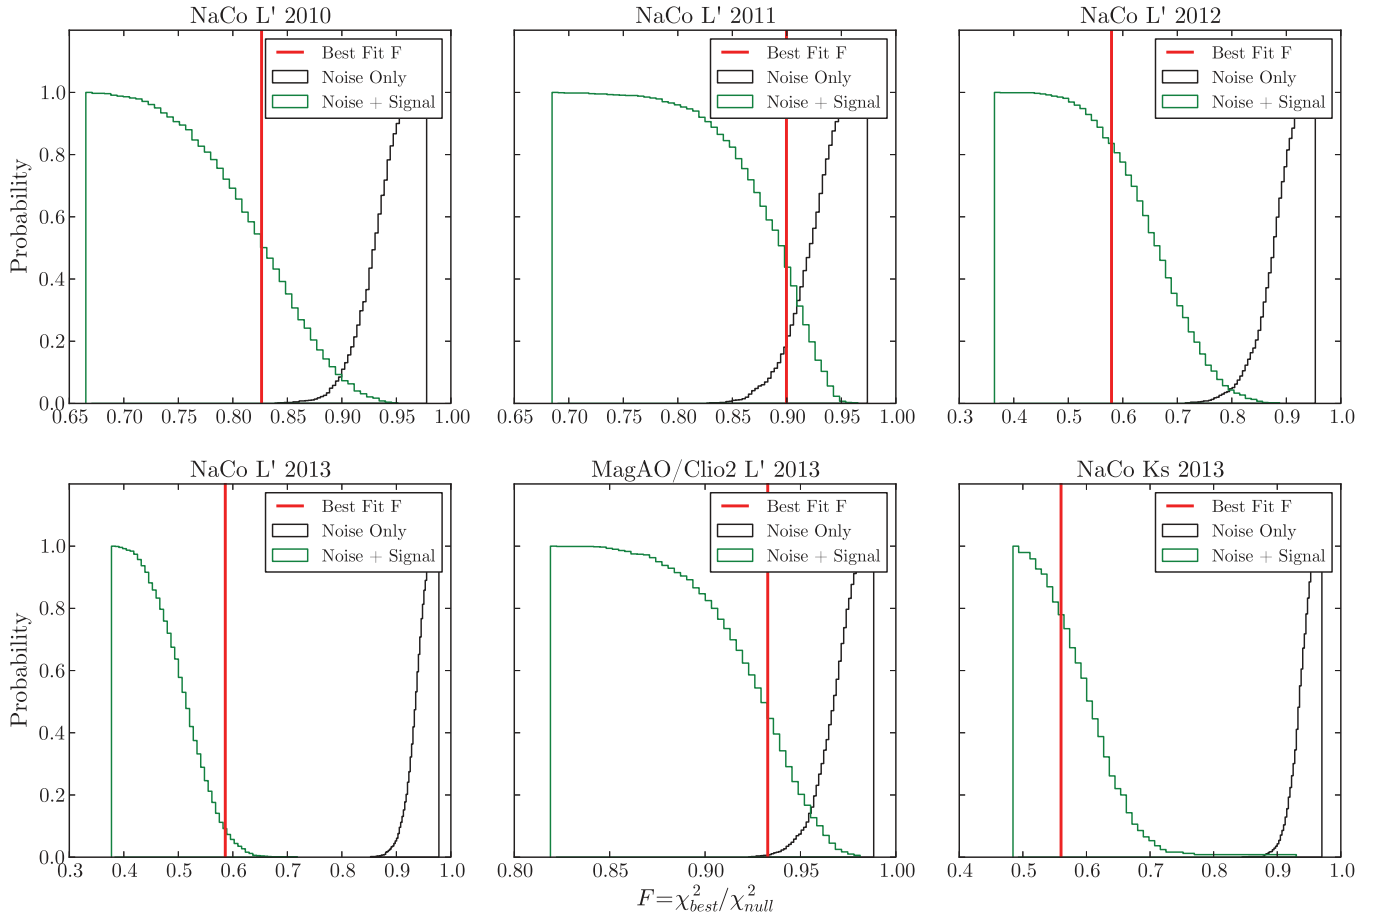 NaCo L' 2010 NaCo L' 2011 NaCo L' 2012
Best Fit F Best Fit F Best Fit F
Noise Only Noise Only Noise Only
Noise + Signal Noise + Signal Noise + Signal
Probability
1.0
0.8
0.6
0.4
0.2
0.0
0.65 0.70 0.75 0.80 0.85 0.90 0.95 1.00 0.65 0.70 0.75 0.80 0.85 0.90 0.95 1.00 0.3 0.4 0.5 0.6 0.7 0.8 0.9 1.0
NaCo L' 2013 MagAO/Clio2 L' 2013 NaCo Ks 2013
Best Fit F Best Fit F Best Fit F
Noise Only Noise Only Noise Only
Noise + Signal Noise + Signal Noise + Signal
Probability
1.0
0.8
0.6
0.4
0.2
0.0
0.3 0.4 0.5 0.6 0.7 0.8 0.9 1.0 0.80 0.85 0.90 0.95 1.00 0.4 0.5 0.6 0.7 0.8 0.9 1.0
F=χ²best/χ²null